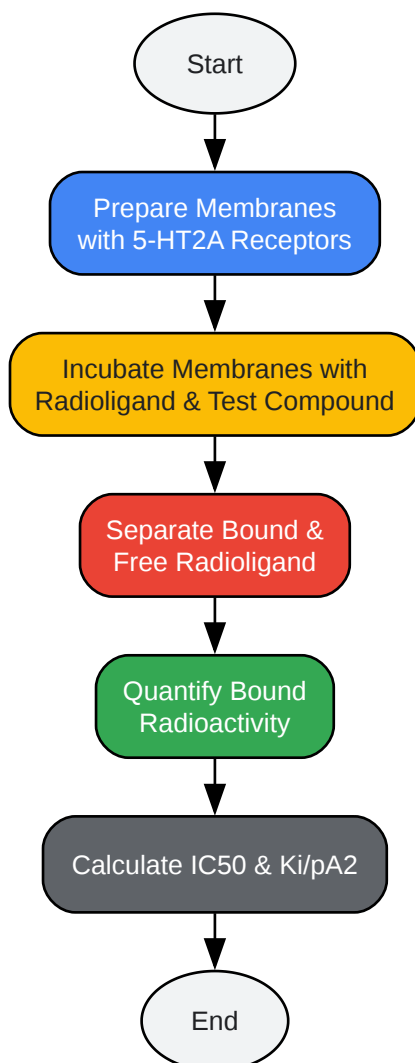 Start
Prepare Membranes
with 5-HT2A Receptors
Incubate Membranes with
Radioligand & Test Compound
Separate Bound &
Free Radioligand
Quantify Bound
Radioactivity
Calculate IC50 & Ki/pA2
End